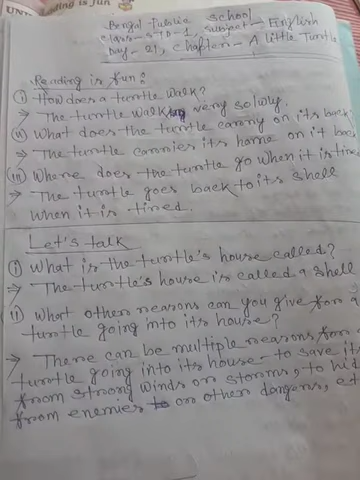 Fun
Bengal Public school
class - STD - 1, subject - English
Day - 21, chapter - A little Turtle
Reading is fun:
(i) How does a turtle walk?
→ The turtle walks very slowly.
(ii) What does the turtle carry on its back?
→ The turtle carries its home on it back
(iii) Where does the turtle go when it is tired
→ The turtle goes back to its shell
when it is tired.
Let's talk
(i) What is the turtle's house called?
→ The turtle's house is called a shell
(ii) What other reasons can you give for a
turtle going into its house?
→ There can be multiple reasons for
turtle going into its house - to save its
from strong winds or storms, to hid
from enemies or other dangers, et